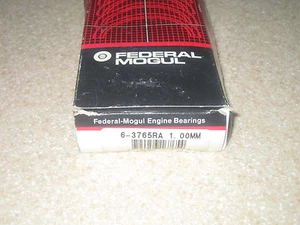 FEDERAL
MOGUL
Federal-Mogul Engine Bearings
6-3765RA 1.00MM